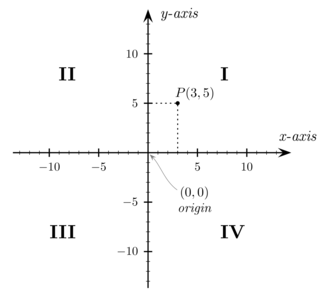 y-axis
10
II
I
P(3, 5)
5
x-axis
−10
−5
5
10
(0, 0)
origin
−5
III
IV
−10